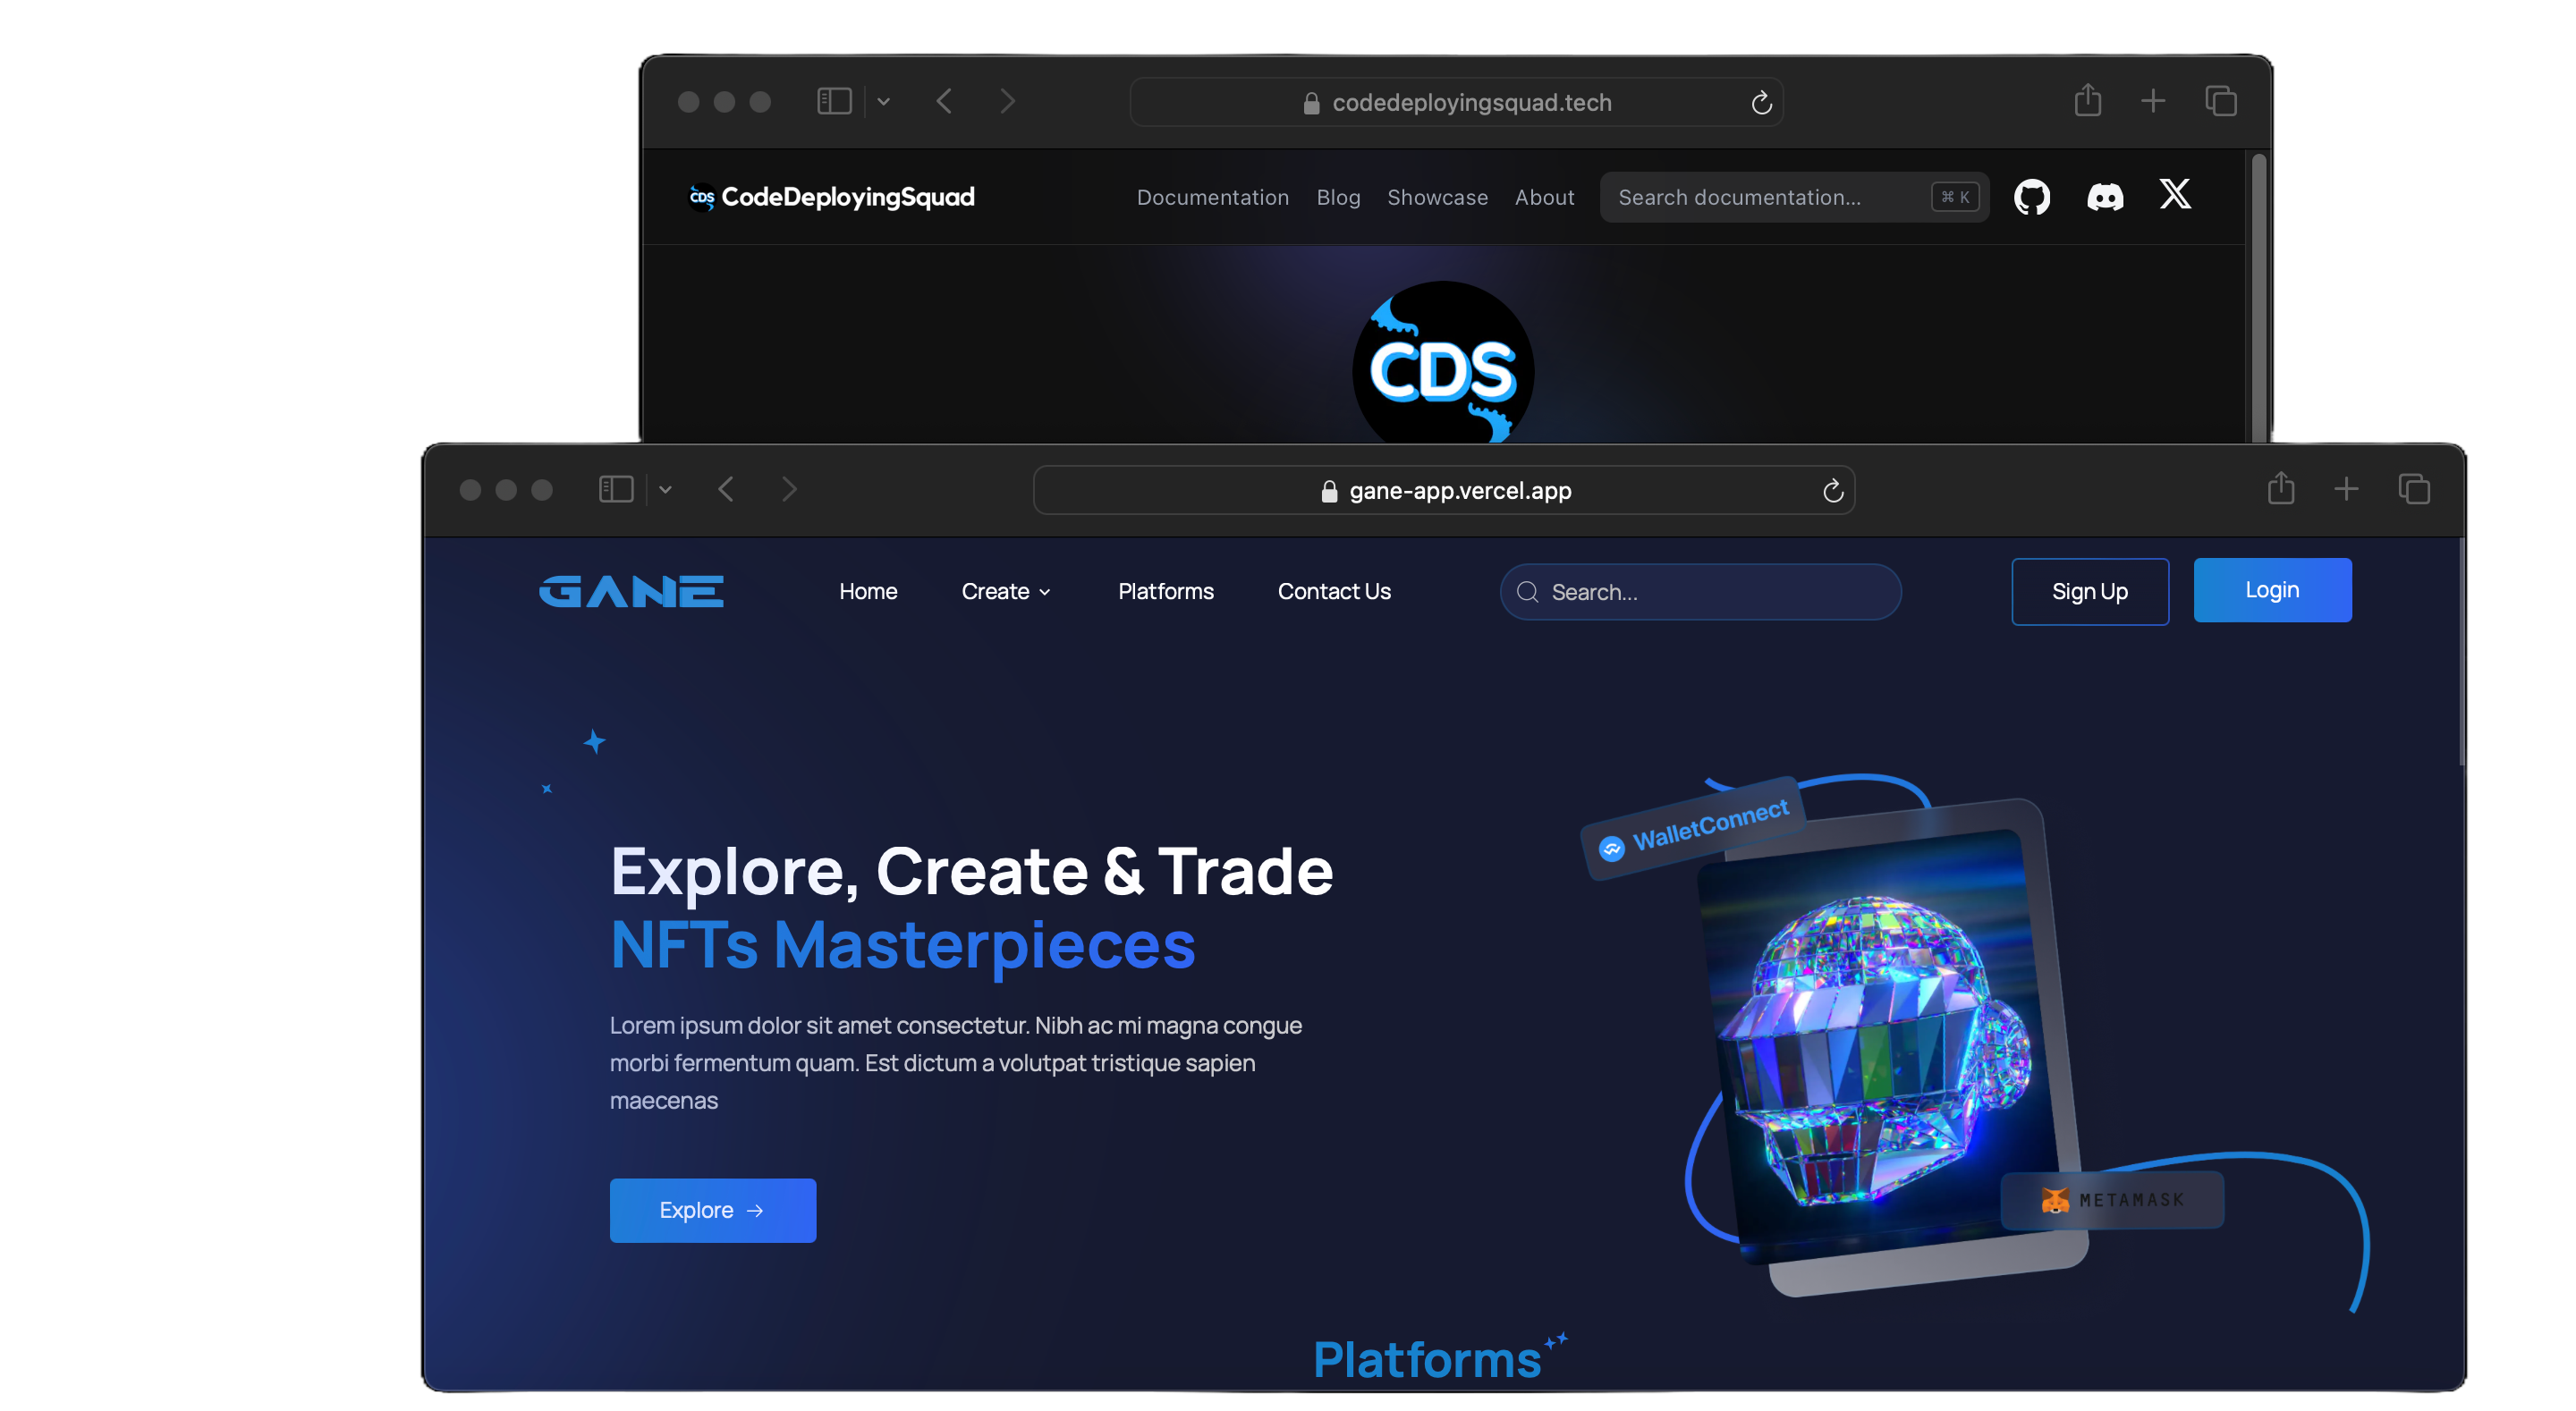 codedeployingsquad.tech
CDS CodeDeployingSquad
Documentation Blog Showcase About Search documentation... ⌘ K
CDS
gane-app.vercel.app
GANE Home Create Platforms Contact Us Search... Sign Up Login
WalletConnect
Explore, Create & Trade
NFTs Masterpieces
Lorem ipsum dolor sit amet consectetur. Nibh ac mi magna congue
morbi fermentum quam. Est dictum a volutpat tristique sapien
maecenas
METAMASK
Explore →
Platforms